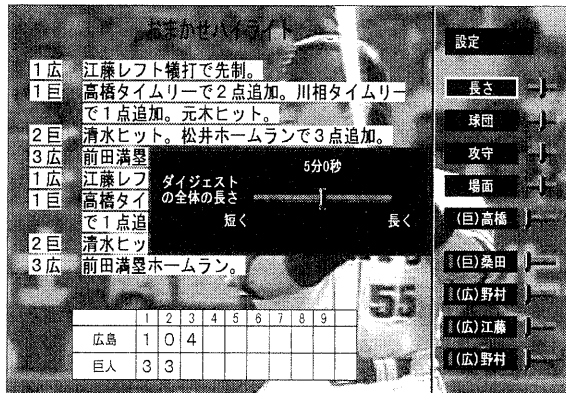 おまかせハイライト
1広 江藤レフト犠打で先制。
1巨 高橋タイムリーで2点追加。川相タイムリー
で1点追加。元木ヒット。
2巨 清水ヒット。松井ホームランで3点追加。
3広 前田満塁
1広 江藤レフ
1巨 高橋タイ
で1点追
2巨 清水ヒッ
3広 前田満塁ホームラン。
5分0秒
ダイジェスト
の全体の長さ
短く 長く
設定
長さ
球団
攻守
場面
(巨)高橋
(巨)桑田
(広)野村
(広)江藤
(広)野村
55
1 2 3 4 5 6 7 8 9
広島 1 0 4
巨人 3 3